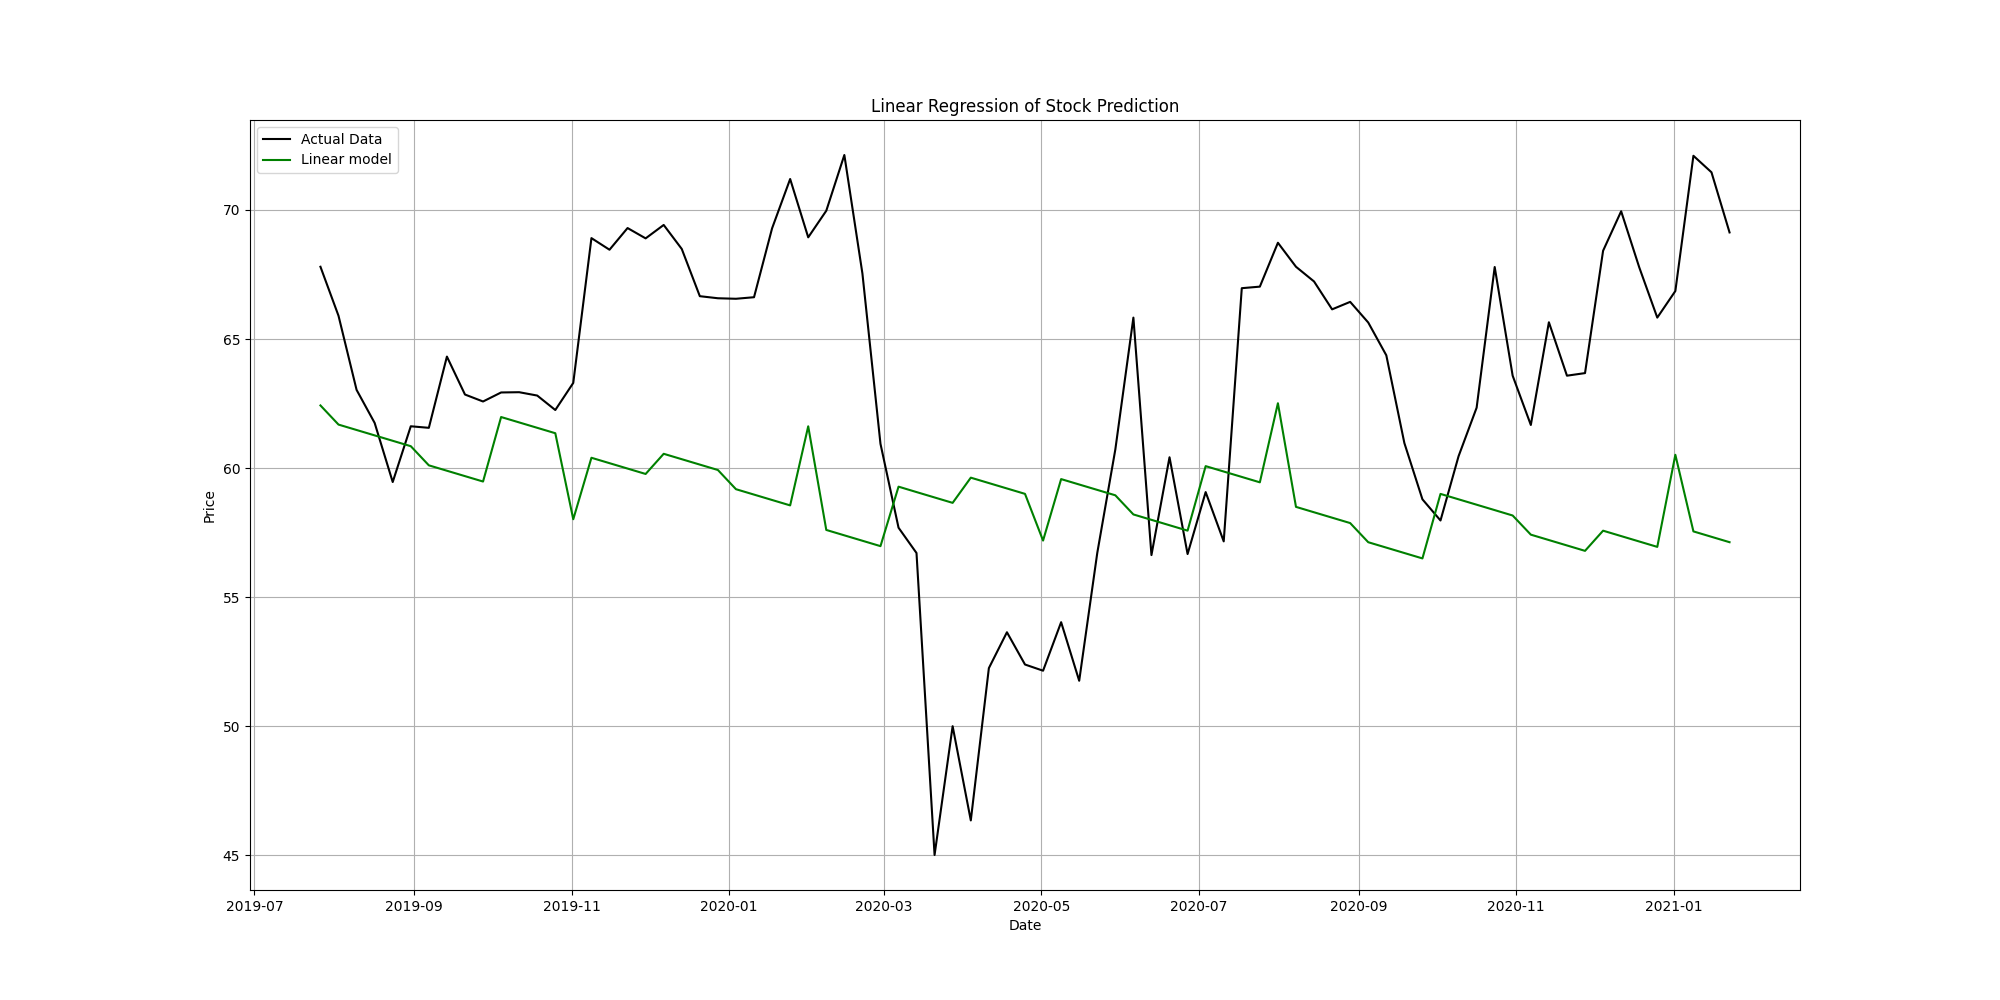 Linear Regression of Stock Prediction
Actual Data
Linear model
Price
70
65
60
55
50
45
2019-07 2019-09 2019-11 2020-01 2020-03 2020-05 2020-07 2020-09 2020-11 2021-01
Date